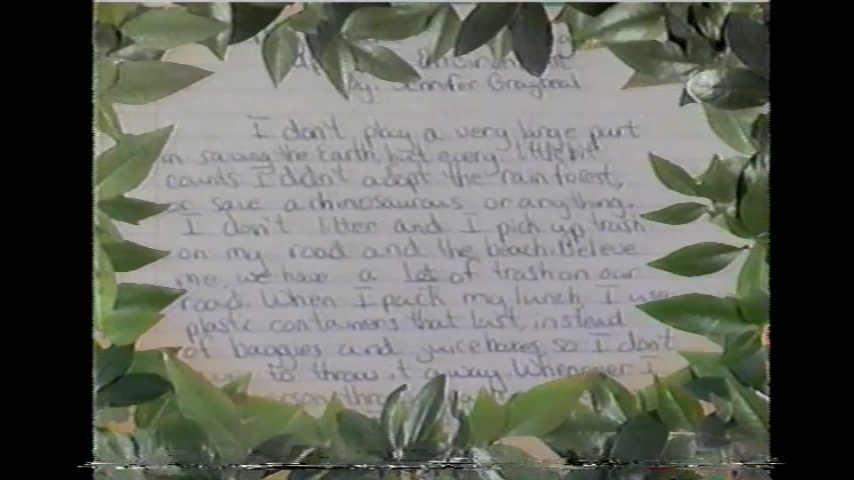 Environment
By: Jennifer Graybeal
I don't play a very large part
in saving the Earth, but every little bit
counts. I didn't adopt the rainforest,
or save a rhinosaurus or anything.
I don't litter and I pick up trash
on my road and the beach. Believe
me, we have a lot of trash on our
road. When I pack my lunch, I use
plastic containers that last, instead
of baggies and juice boxes so I don't
to throw it away. Whenever I